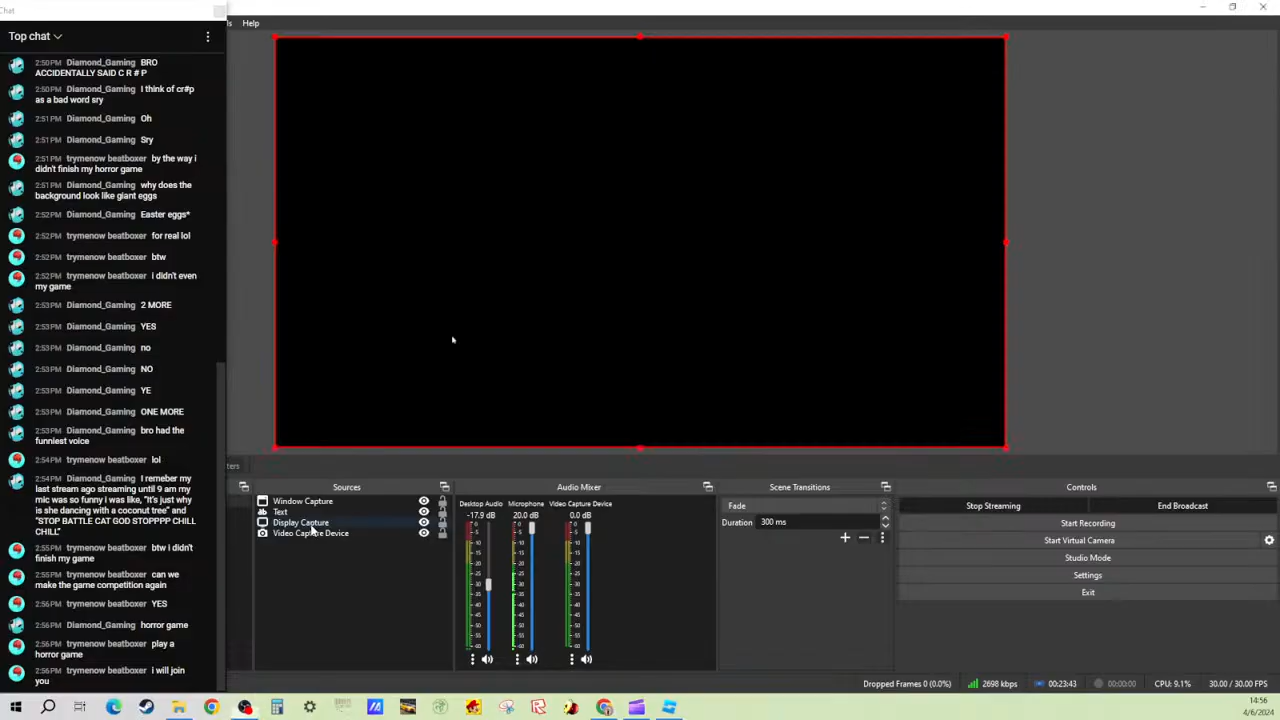 Chat
Help
Top chat
2:50PM Diamond_Gaming BRO
ACCIDENTALLY SAID C R # P
2:50PM Diamond_Gaming I think of cr#p
as a bad word sry
2:51PM Diamond_Gaming Oh
2:51PM Diamond_Gaming Sry
2:51PM trymenow beatboxer by the way i
didn't finish my horror game
2:51PM Diamond_Gaming why does the
background look like giant eggs
2:52PM Diamond_Gaming Easter eggs*
2:52PM trymenow beatboxer for real lol
2:52PM trymenow beatboxer btw
2:52PM trymenow beatboxer i didn't even
my game
2:53PM Diamond_Gaming 2 MORE
2:53PM Diamond_Gaming YES
2:53PM Diamond_Gaming no
2:53PM Diamond_Gaming NO
2:53PM Diamond_Gaming YE
2:53PM Diamond_Gaming ONE MORE
2:53PM Diamond_Gaming bro had the
funniest voice
2:54PM trymenow beatboxer lol
2:54PM Diamond_Gaming I remeber my
last stream ago streaming until 9 am my
mic was so funny i was like, "It's just why
is she dancing with a coconut tree" and
"STOP BATTLE CAT GOD STOPPPP CHILL
CHILL"
2:55PM trymenow beatboxer btw i didn't
finish my game
2:55PM trymenow beatboxer can we
make the game competition again
2:56PM trymenow beatboxer YES
2:56PM Diamond_Gaming horror game
2:56PM trymenow beatboxer play a
horror game
2:56PM trymenow beatboxer i will join
you
Sources
Window Capture
Text
Display Capture
Video Capture Device
Audio Mixer
Desktop Audio Microphone Video Capture Device
-17.9 dB 20.0 dB 0.0 dB
Scene Transitions
Fade
Duration 300 ms
Controls
Stop Streaming End Broadcast
Start Recording
Start Virtual Camera
Studio Mode
Settings
Exit
Dropped Frames 0 (0.0%) 2698 kbps 00:23:43 00:00:00 CPU: 9.1% 30.00 / 30.00 FPS
14:56
4/6/2024